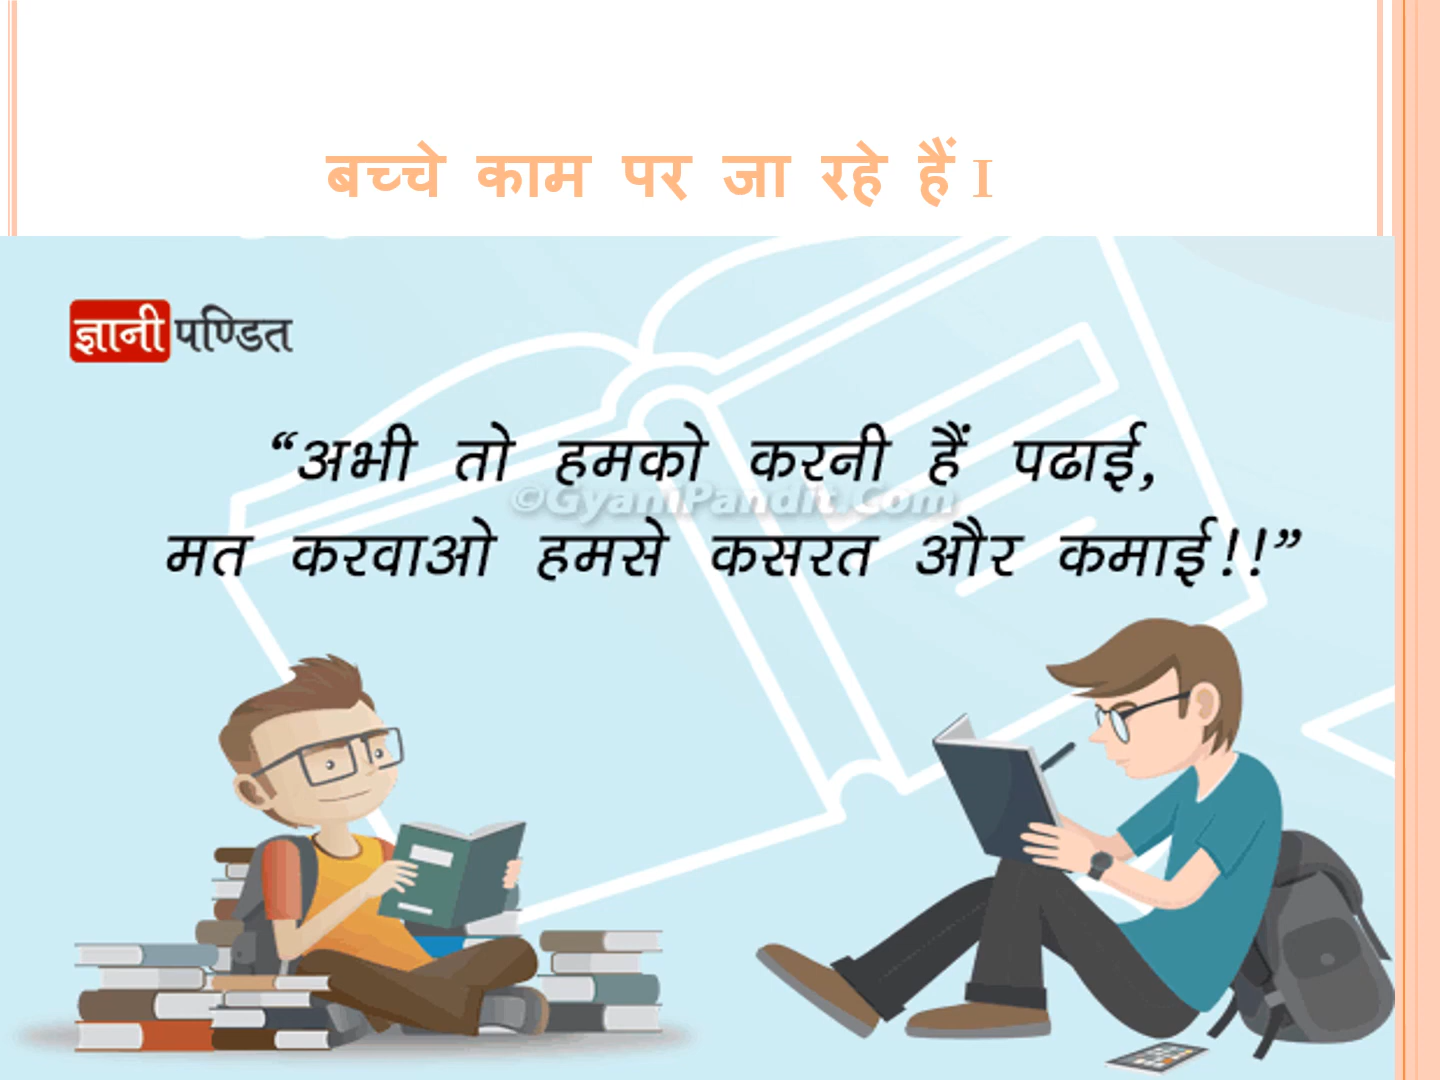 बच्चे काम पर जा रहे हैं I
ज्ञानी पण्डित
“अभी तो हमको करनी हैं पढाई,
©GyaniPandit.Com
मत करवाओ हमसे कसरत और कमाई!!”